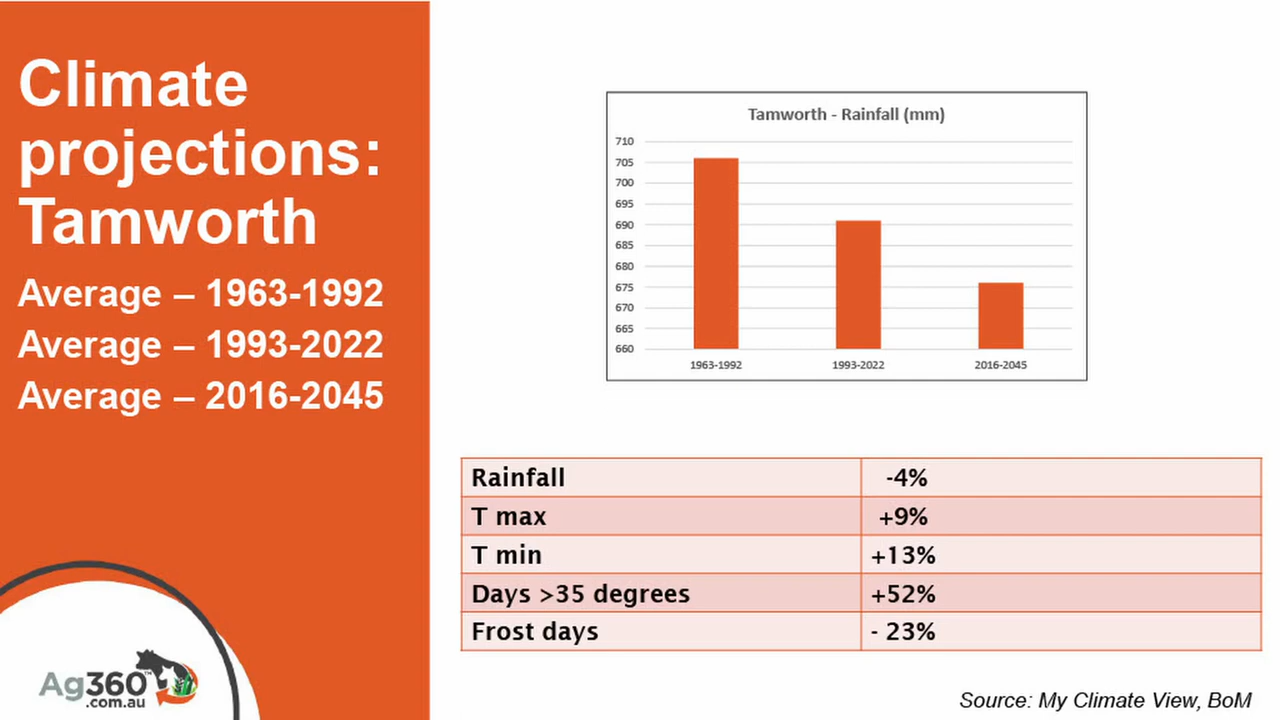 Climate
projections:
Tamworth
Average – 1963-1992
Average – 1993-2022
Average – 2016-2045
Ag360™
.com.au
Tamworth - Rainfall (mm)
710
705
700
695
690
685
680
675
670
665
660
1963-1992 1993-2022 2016-2045
Rainfall -4%
T max +9%
T min +13%
Days >35 degrees +52%
Frost days - 23%
Source: My Climate View, BoM